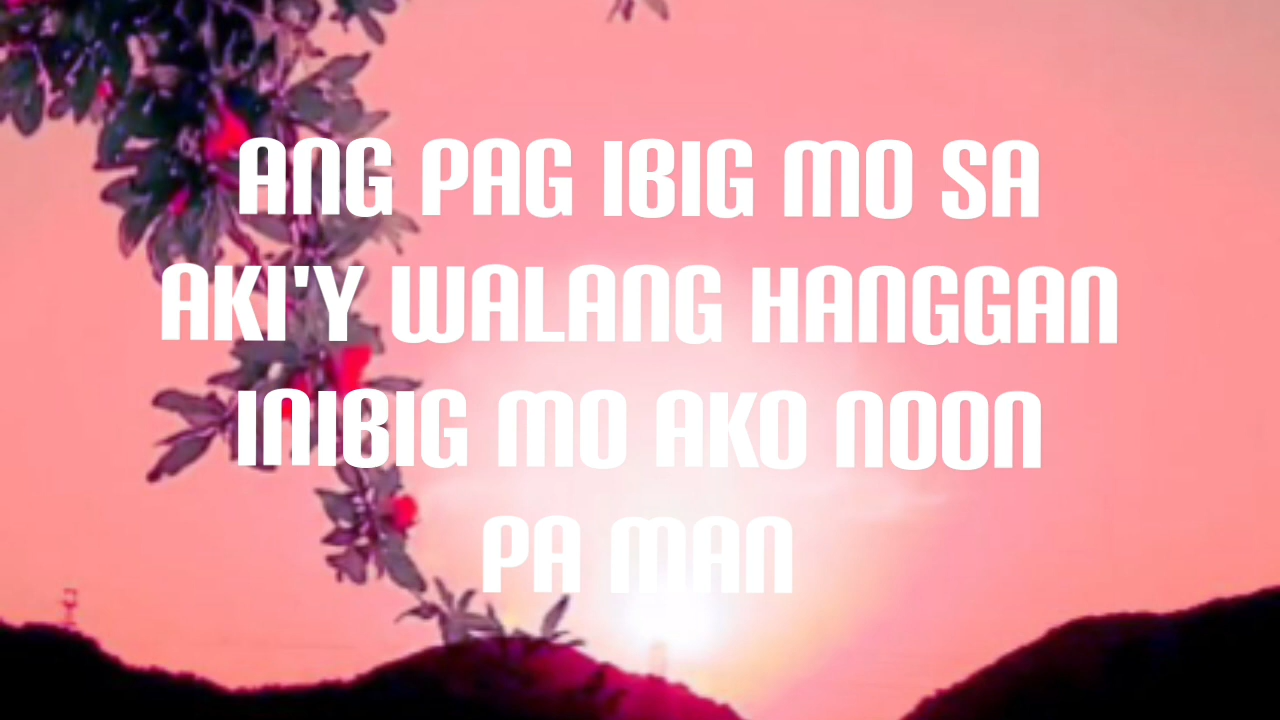 ANG PAG IBIG MO SA
AKI'Y WALANG HANGGAN
INIBIG MO AKO NOON
PA MAN